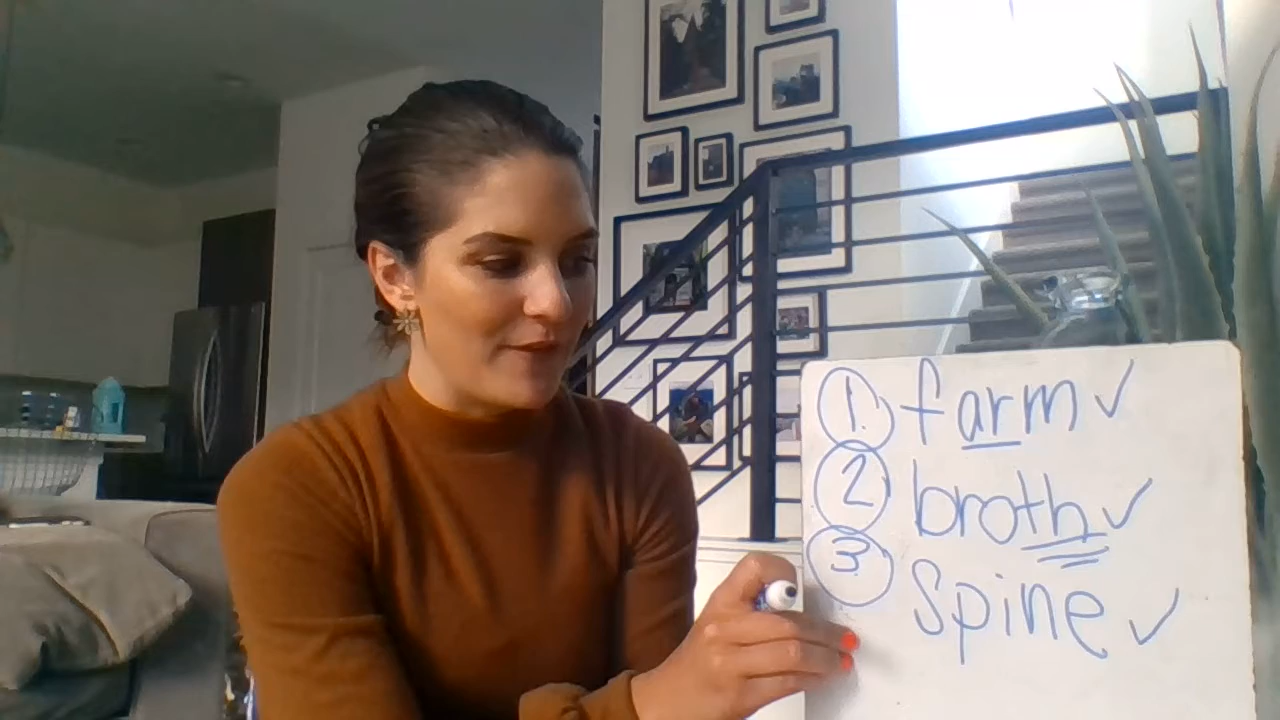 1. farm ✓
2 broth ✓
3. Spine ✓